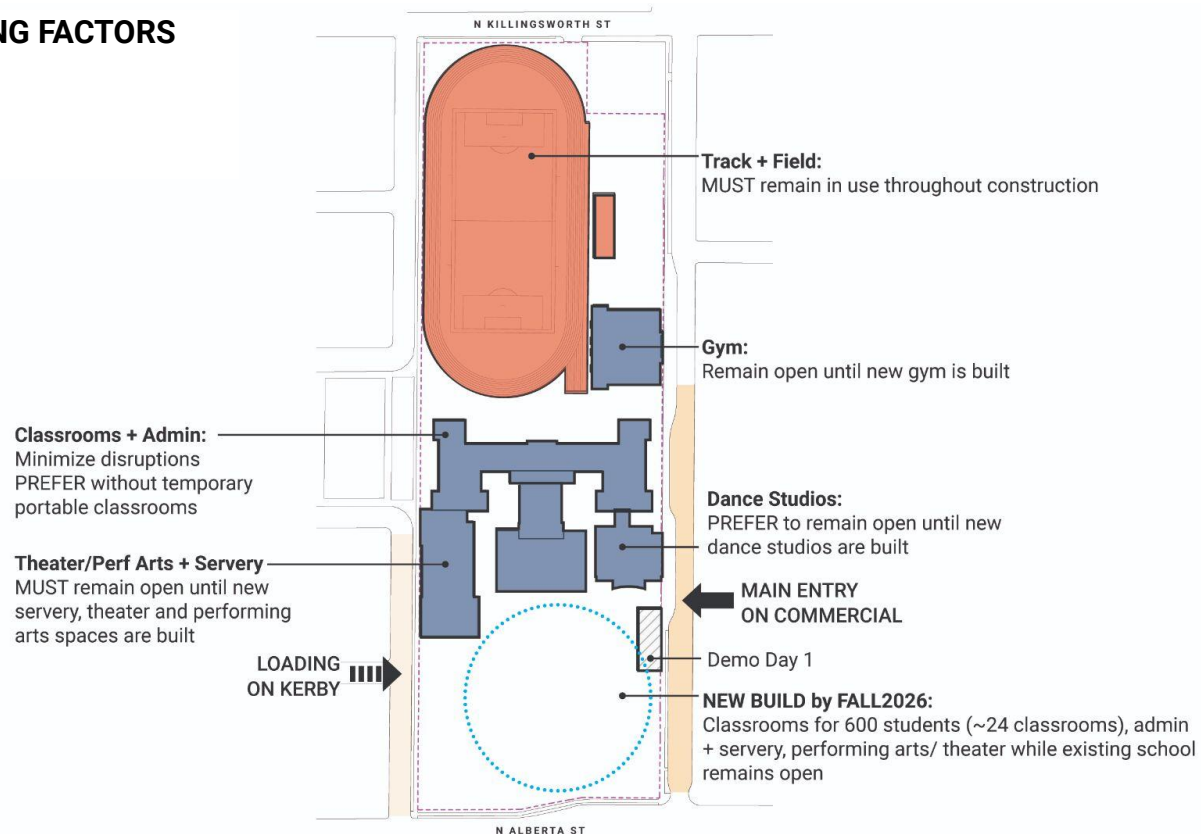 NG FACTORS
N KILLINGSWORTH ST
Track + Field:
MUST remain in use throughout construction
Gym:
Remain open until new gym is built
Classrooms + Admin:
Minimize disruptions
PREFER without temporary
portable classrooms
Dance Studios:
PREFER to remain open until new
dance studios are built
Theater/Perf Arts + Servery
MUST remain open until new
servery, theater and performing
arts spaces are built
MAIN ENTRY
ON COMMERCIAL
LOADING
ON KERBY
Demo Day 1
NEW BUILD by FALL2026:
Classrooms for 600 students (~24 classrooms), admin
+ servery, performing arts/ theater while existing school
remains open
N ALBERTA ST